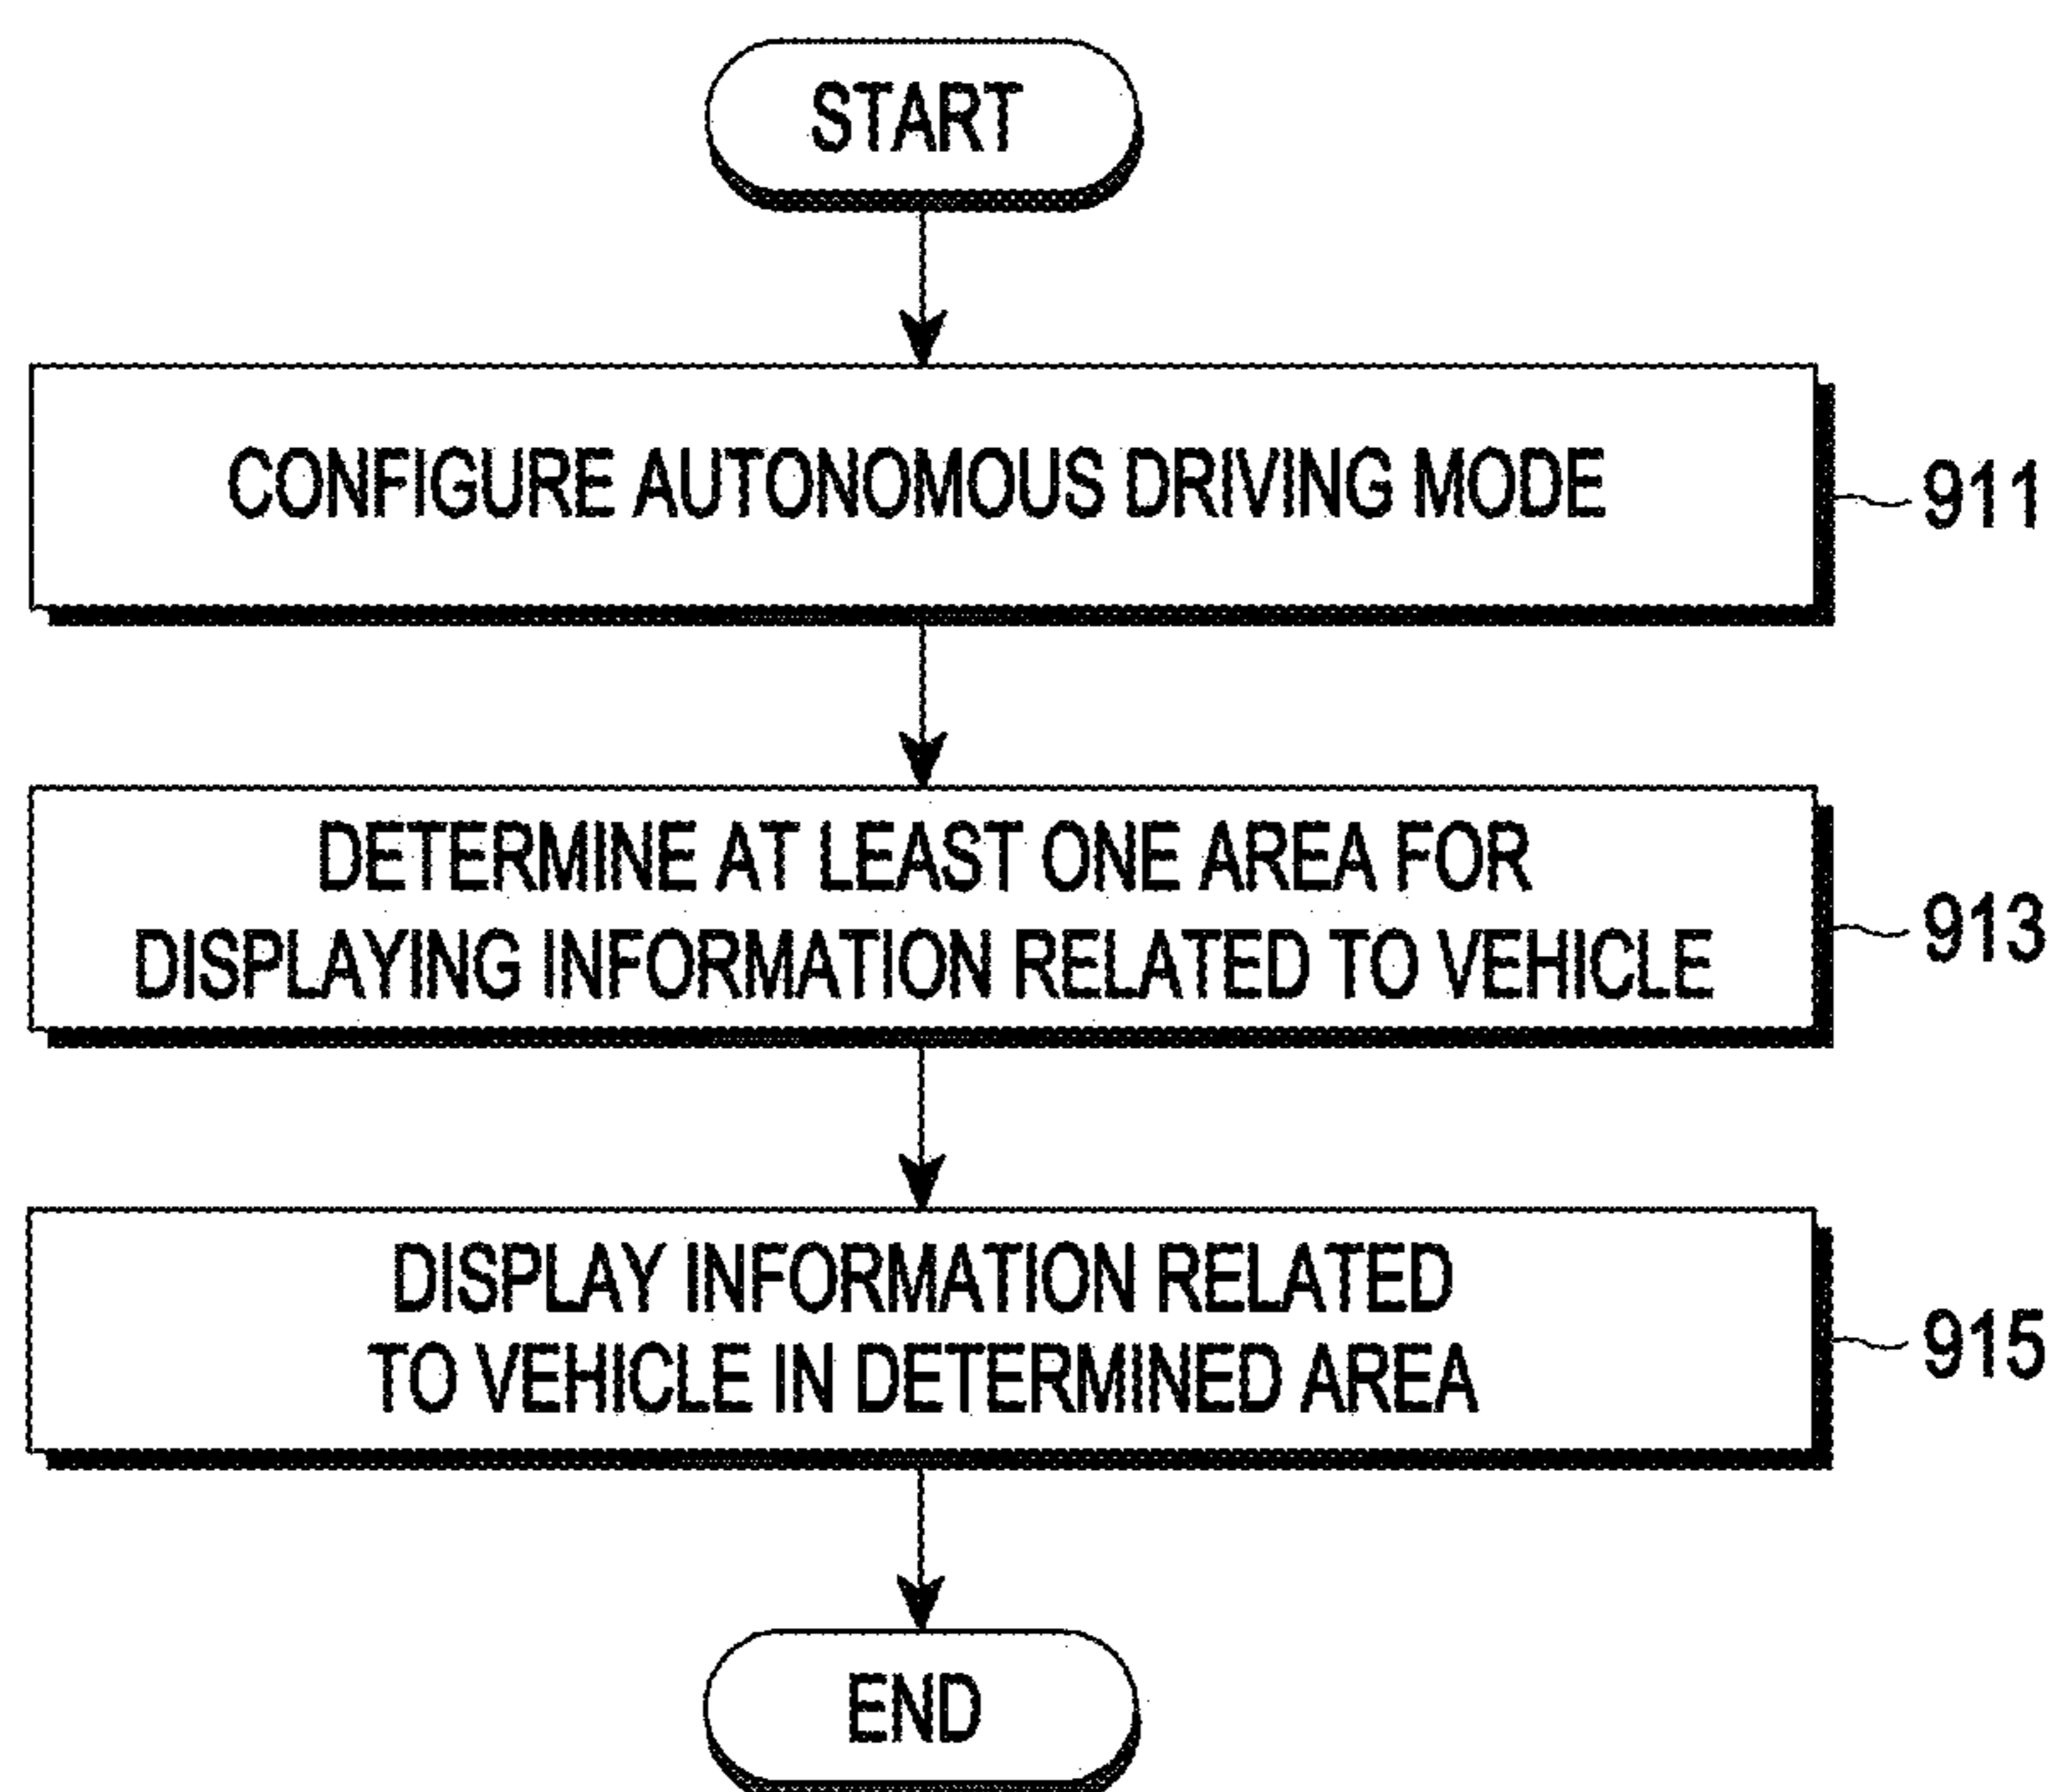 START
CONFIGURE AUTONOMOUS DRIVING MODE
911
DETERMINE AT LEAST ONE AREA FOR
DISPLAYING INFORMATION RELATED TO VEHICLE
913
DISPLAY INFORMATION RELATED
TO VEHICLE IN DETERMINED AREA
915
END